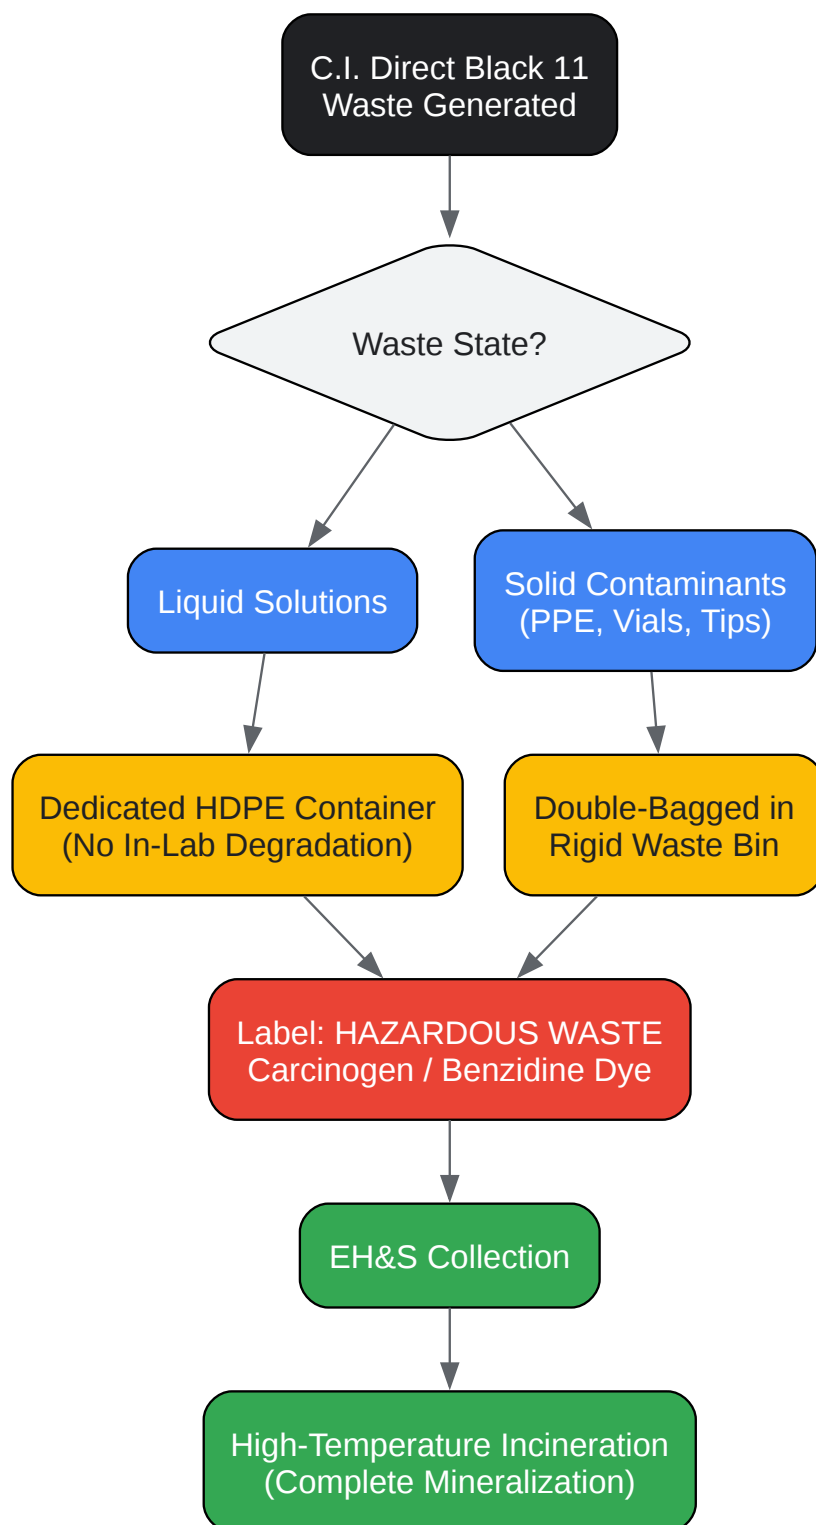 C.I. Direct Black 11
Waste Generated
Waste State?
Liquid Solutions
Solid Contaminants
(PPE, Vials, Tips)
Dedicated HDPE Container
(No In-Lab Degradation)
Double-Bagged in
Rigid Waste Bin
Label: HAZARDOUS WASTE
Carcinogen / Benzidine Dye
EH&S Collection
High-Temperature Incineration
(Complete Mineralization)